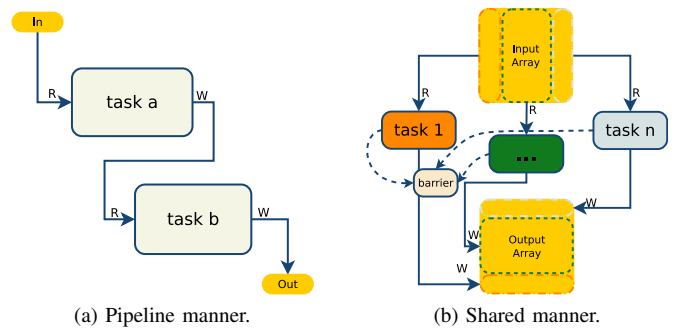 In
R
task a
W
R
task b
W
Out
(a) Pipeline manner.
Input
Array
R
R
R
task 1
...
task n
barrier
W
W
W
Output
Array
(b) Shared manner.